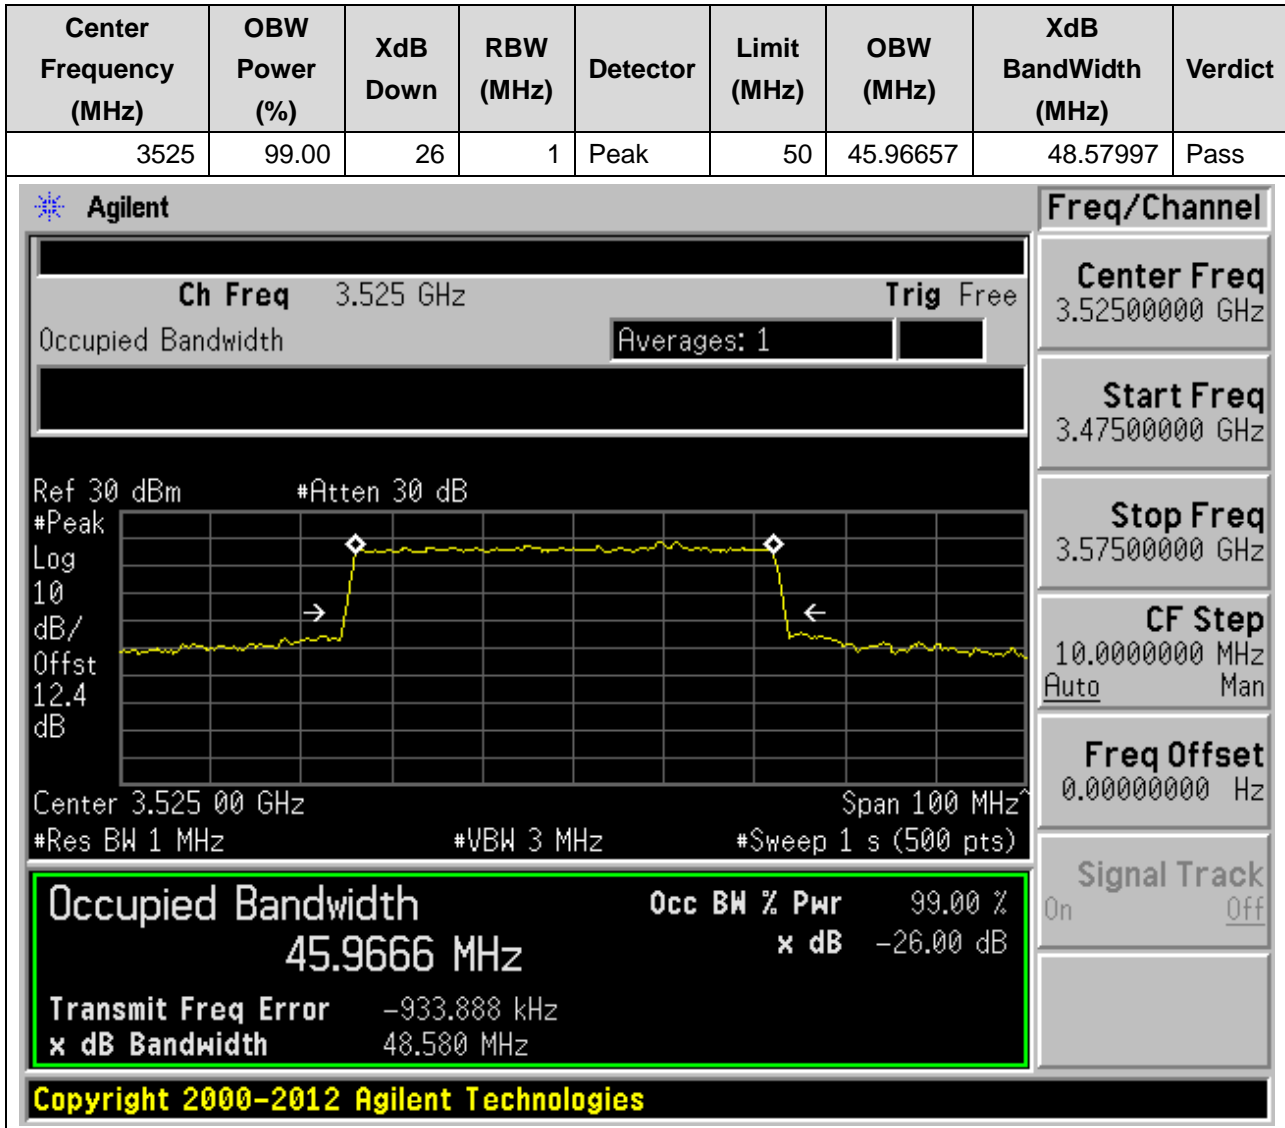 Center Frequency (MHz) OBW Power (%) XdB Down RBW (MHz) Detector Limit (MHz) OBW (MHz) XdB BandWidth (MHz) Verdict
3525 99.00 26 1 Peak 50 45.96657 48.57997 Pass
Agilent
Freq/Channel
Ch Freq 3.525 GHz Trig Free
Occupied Bandwidth Averages: 1
Center Freq
3.52500000 GHz
Start Freq
3.47500000 GHz
Stop Freq
3.57500000 GHz
CF Step
10.0000000 MHz
Auto Man
Freq Offset
0.00000000 Hz
Signal Track
On Off
Ref 30 dBm #Atten 30 dB
#Peak
Log
10
dB/
Offst
12.4
dB
Center 3.525 00 GHz Span 100 MHz^
#Res BW 1 MHz #VBW 3 MHz #Sweep 1 s (500 pts)
Occupied Bandwidth Occ BW % Pwr 99.00 %
45.9666 MHz x dB -26.00 dB
Transmit Freq Error -933.888 kHz
x dB Bandwidth 48.580 MHz
Copyright 2000-2012 Agilent Technologies